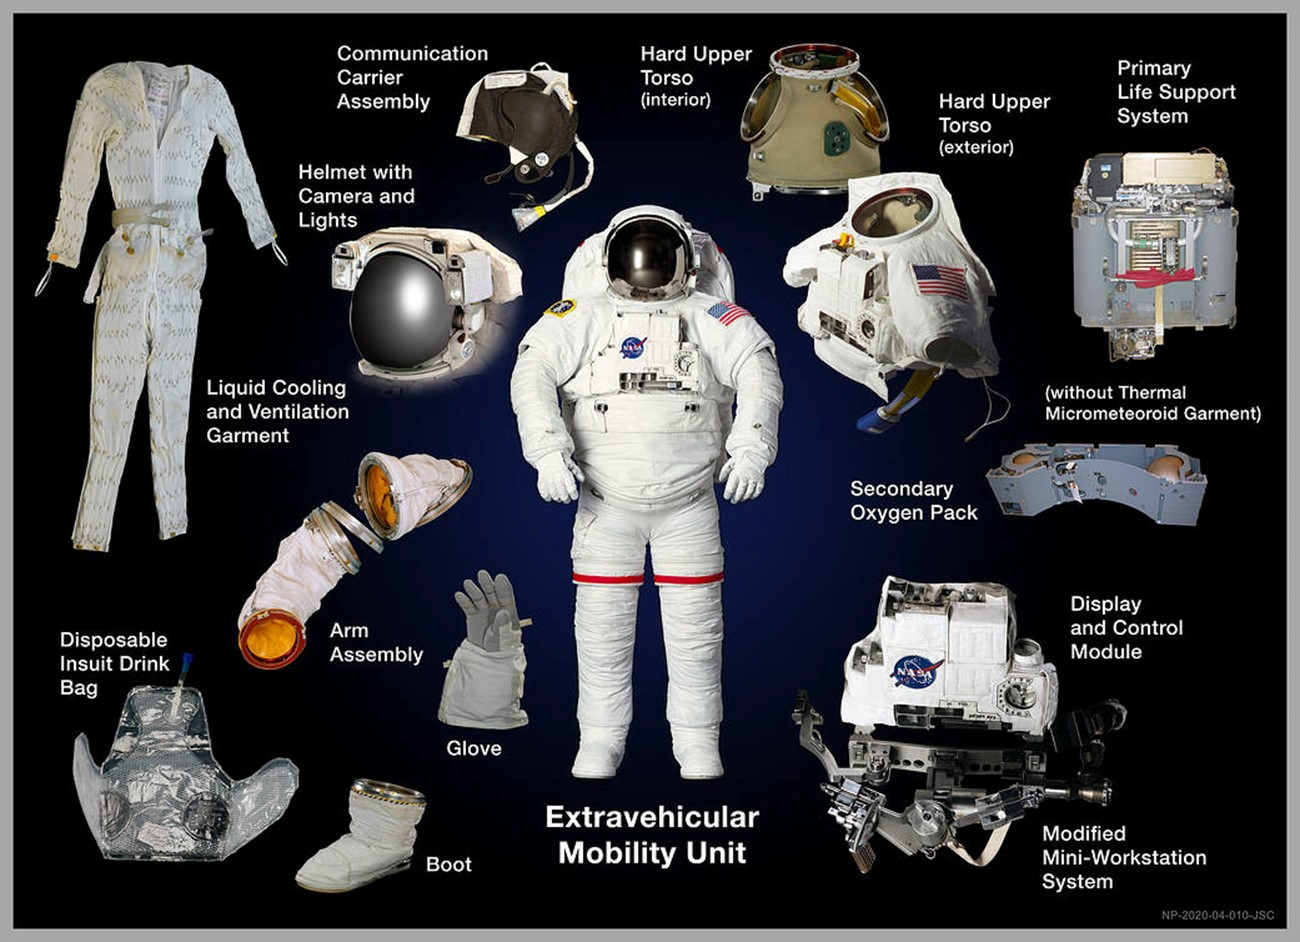 Communication
Carrier
Assembly
Hard Upper
Torso
(interior)
Hard Upper
Torso
(exterior)
Primary
Life Support
System
Helmet with
Camera and
Lights
Liquid Cooling
and Ventilation
Garment
NASA
(without Thermal
Micrometeoroid Garment)
Secondary
Oxygen Pack
Arm
Assembly
Disposable
Insuit Drink
Bag
Display
and Control
Module
NASA
Glove
Boot
Extravehicular
Mobility Unit
Modified
Mini-Workstation
System
NP-2020-04-010-JSC